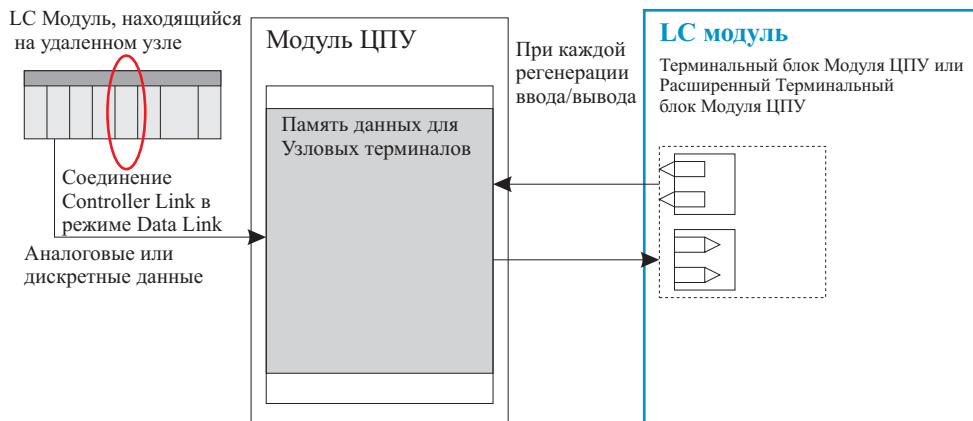 LC Модуль, находящийся
на удаленном узле
Соединение
Controller Link в
режиме Data Link
Аналоговые или
дискретные данные
Модуль ЦПУ
Память данных для
Узловых терминалов
При каждой
регенерации
ввода/вывода
LC модуль
Терминальный блок Модуля ЦПУ или
Расширенный Терминальный
блок Модуля ЦПУ